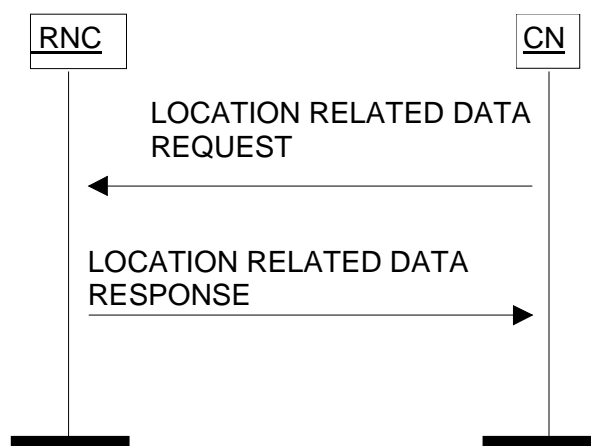 RNC
CN
LOCATION RELATED DATA
REQUEST
LOCATION RELATED DATA
RESPONSE